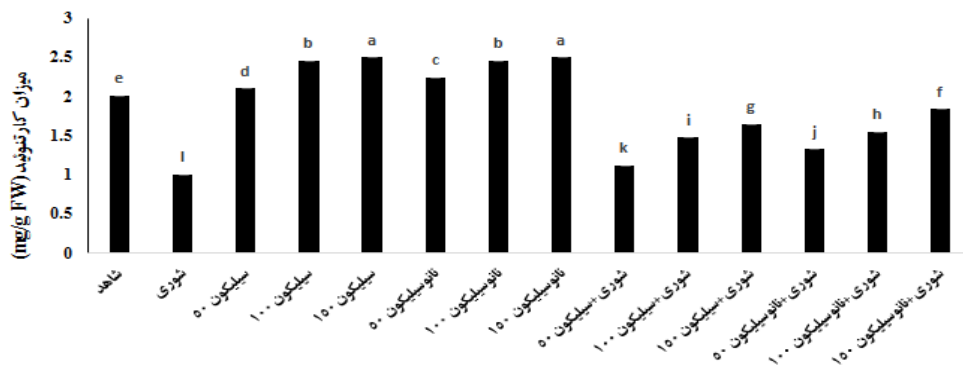 میزان کارتنوئید (mg/g FW)
3
2.5
2
1.5
1
0.5
0
e
l
d
b
a
c
b
a
k
i
g
j
h
f
شاهد
شوری
سیلیکون ۵۰
سیلیکون ۱۰۰
سیلیکون ۱۵۰
نانوسیلیکون ۵۰
نانوسیلیکون ۱۰۰
نانوسیلیکون ۱۵۰
شوری+سیلیکون ۵۰
شوری+سیلیکون ۱۰۰
شوری+سیلیکون ۱۵۰
شوری+نانوسیلیکون ۵۰
شوری+نانوسیلیکون ۱۰۰
شوری+نانوسیلیکون ۱۵۰